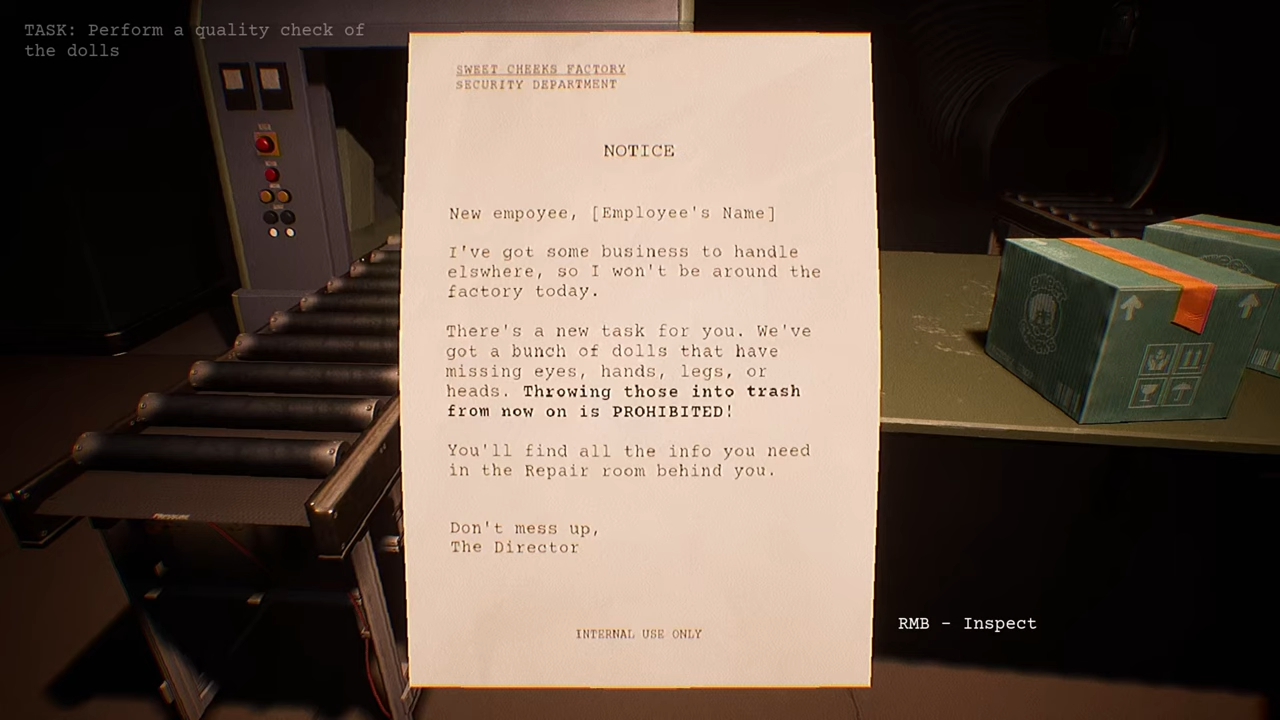 TASK: Perform a quality check of
the dolls
SWEET CHEEKS FACTORY
SECURITY DEPARTMENT
NOTICE
New empoyee, [Employee's Name]
I've got some business to handle
elswhere, so I won't be around the
factory today.
There's a new task for you. We've
got a bunch of dolls that have
missing eyes, hands, legs, or
heads. Throwing those into trash
from now on is PROHIBITED!
You'll find all the info you need
in the Repair room behind you.
Don't mess up,
The Director
INTERNAL USE ONLY
RMB - Inspect